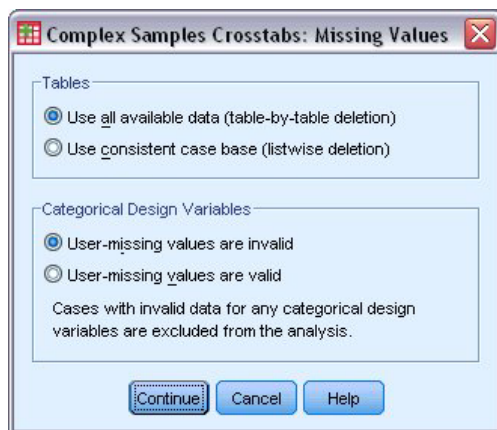 Complex Samples Crosstabs: Missing Values
Tables
Use all available data (table-by-table deletion)
Use consistent case base (listwise deletion)
Categorical Design Variables
User-missing values are invalid
User-missing values are valid
Cases with invalid data for any categorical design
variables are excluded from the analysis.
Continue Cancel Help